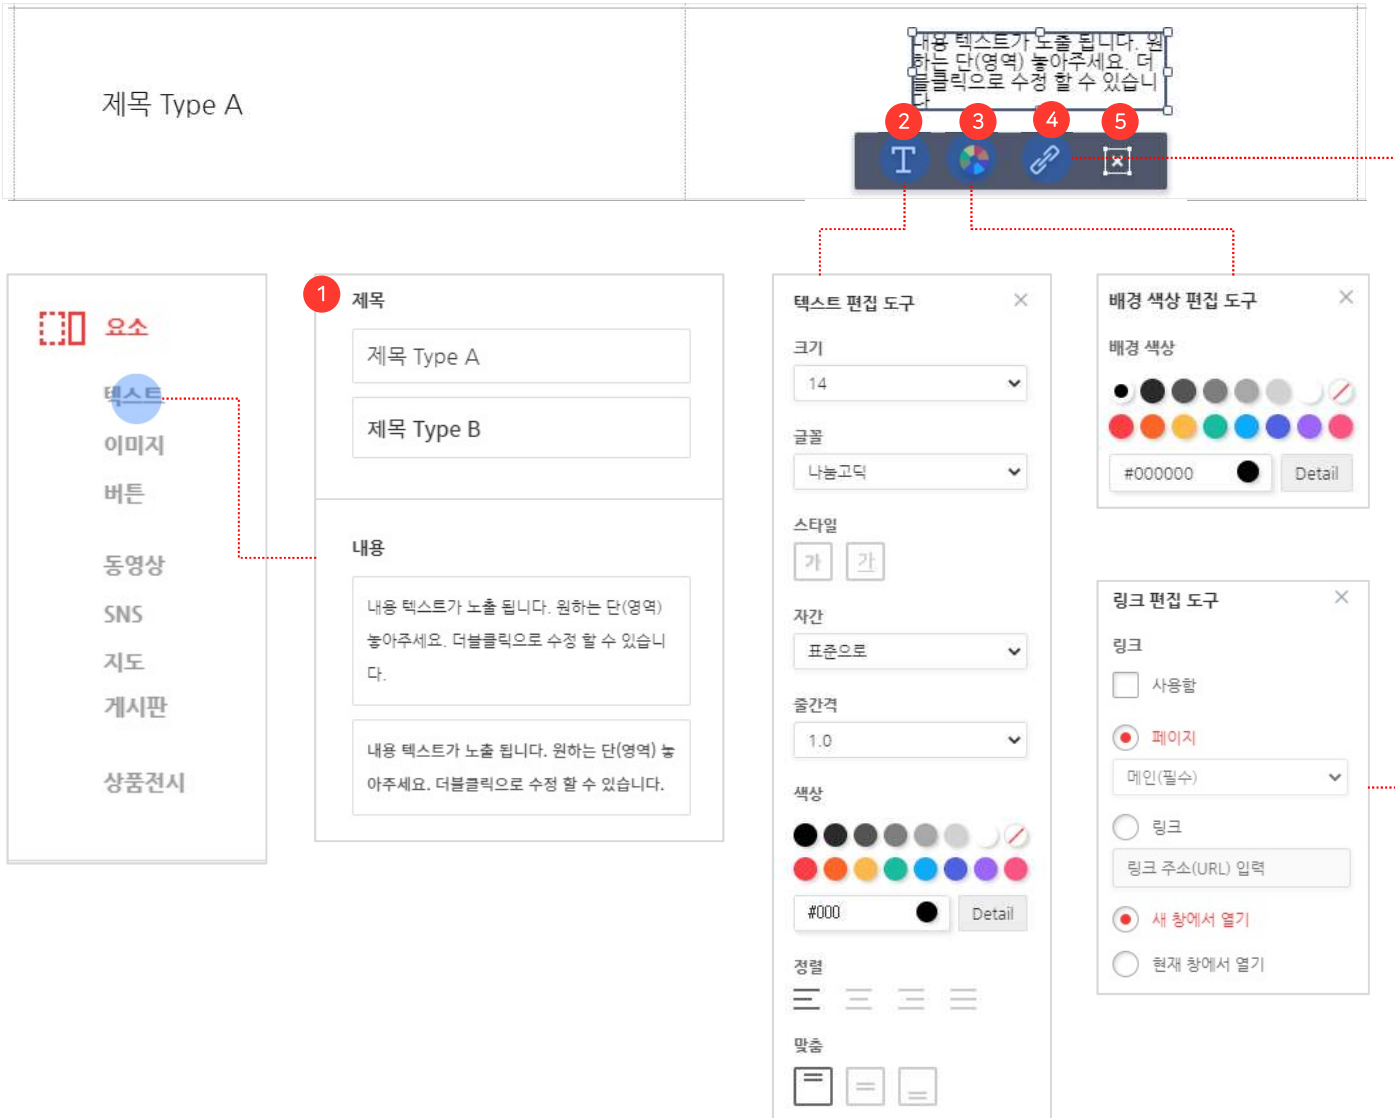 제목 Type A
내용 텍스트가 노출 됩니다. 원
하는 단(영역) 놓아주세요. 더
블클릭으로 수정 할 수 있습니
다
2
3
4
5
T
요소
텍스트
이미지
버튼
동영상
SNS
지도
게시판
상품전시
1
제목
제목 Type A
제목 Type B
내용
내용 텍스트가 노출 됩니다. 원하는 단(영역)
놓아주세요. 더블클릭으로 수정 할 수 있습니
다.
내용 텍스트가 노출 됩니다. 원하는 단(영역) 놓
아주세요. 더블클릭으로 수정 할 수 있습니다.
텍스트 편집 도구
크기
14
글꼴
나눔고딕
스타일
가 가
자간
표준으로
줄간격
1.0
색상
#000 Detail
정렬
맞춤
배경 색상 편집 도구
배경 색상
#000000 Detail
링크 편집 도구
링크
사용함
페이지
메인(필수)
링크
링크 주소(URL) 입력
새 창에서 열기
현재 창에서 열기